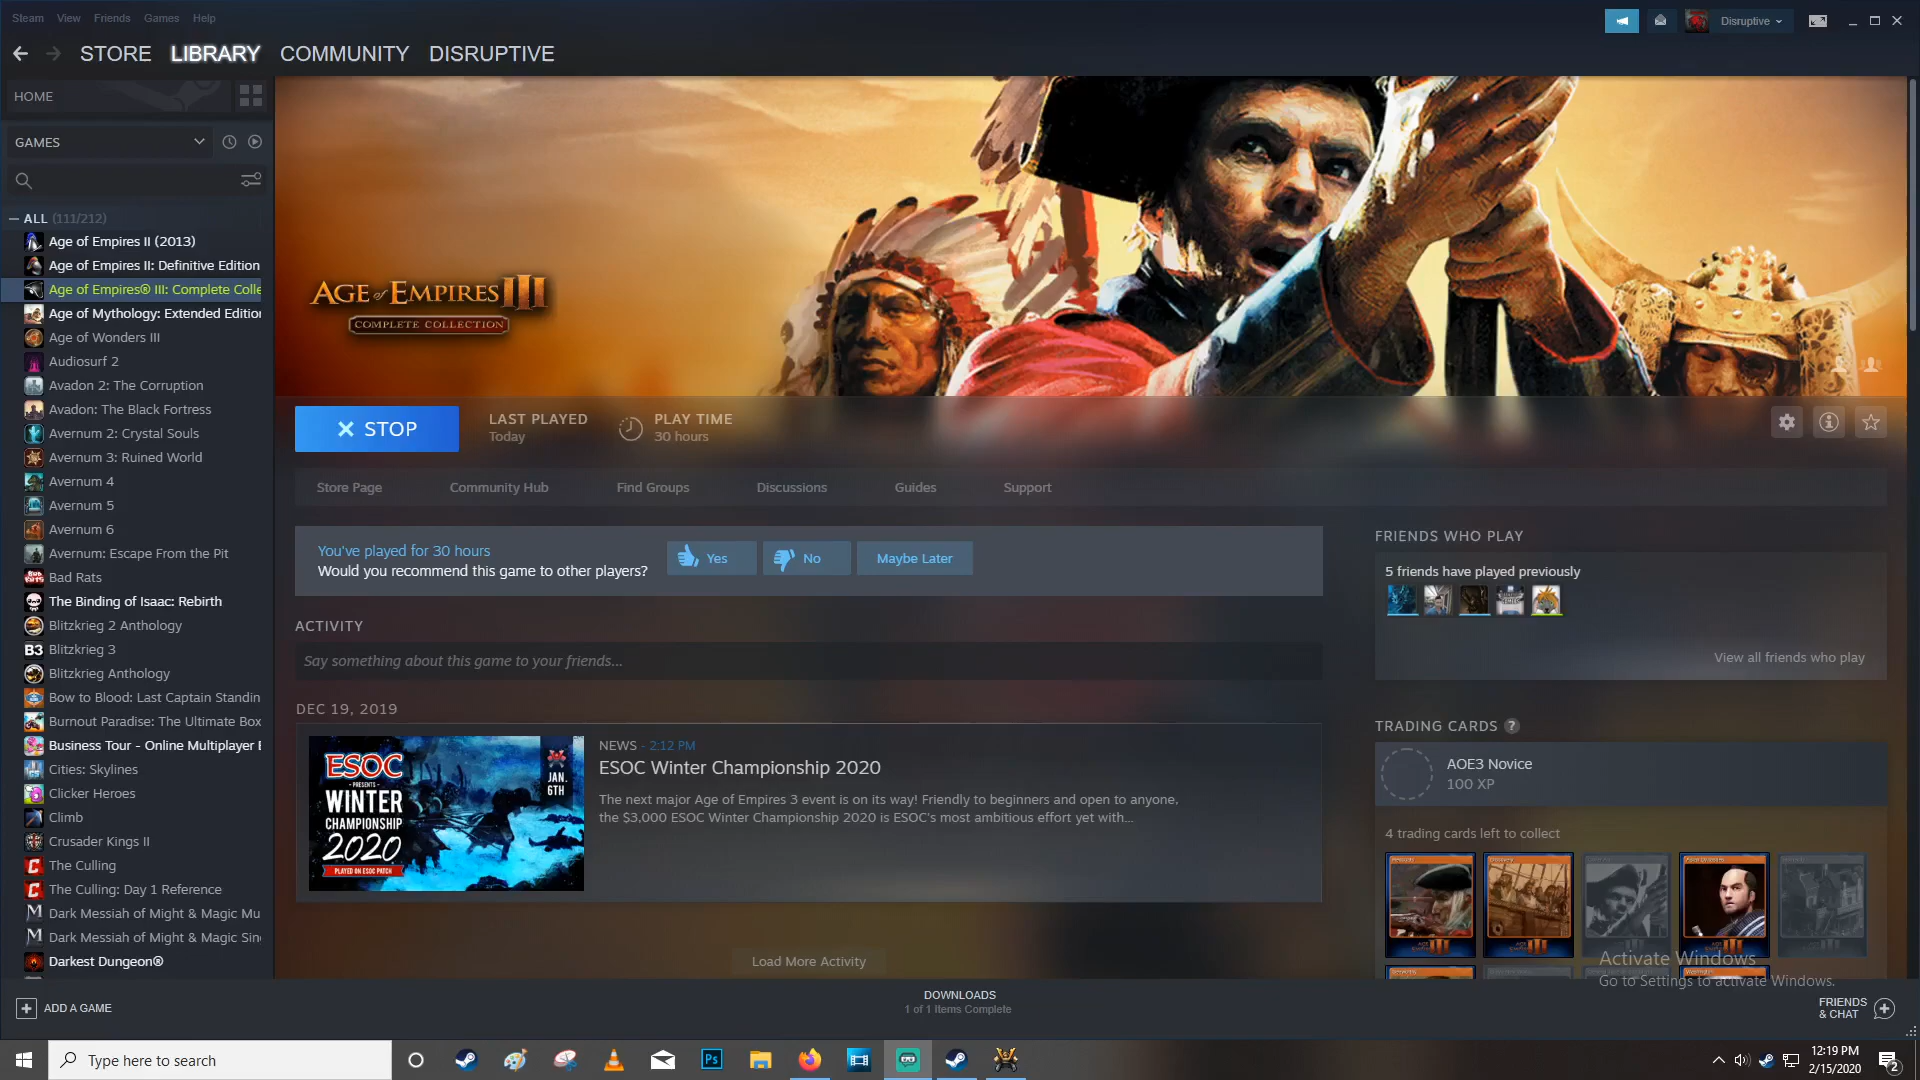 Steam View Friends Games Help
Disruptive
STORE LIBRARY COMMUNITY DISRUPTIVE
HOME
GAMES
ALL (111/212)
Age of Empires II (2013)
Age of Empires II: Definitive Edition
Age of Empires® III: Complete Colle
Age of Mythology: Extended Edition
Age of Wonders III
Audiosurf 2
Avadon 2: The Corruption
Avadon: The Black Fortress
Avernum 2: Crystal Souls
Avernum 3: Ruined World
Avernum 4
Avernum 5
Avernum 6
Avernum: Escape From the Pit
Bad Rats
The Binding of Isaac: Rebirth
Blitzkrieg 2 Anthology
B3 Blitzkrieg 3
Blitzkrieg Anthology
Bow to Blood: Last Captain Standin
Burnout Paradise: The Ultimate Box
Business Tour - Online Multiplayer
Cities: Skylines
Clicker Heroes
Climb
Crusader Kings II
The Culling
The Culling: Day 1 Reference
Dark Messiah of Might & Magic Mu
Dark Messiah of Might & Magic Sin
Darkest Dungeon®
AGE of EMPIRES III
COMPLETE COLLECTION
STOP
LAST PLAYED
Today
PLAY TIME
30 hours
Store Page Community Hub Find Groups Discussions Guides Support
You've played for 30 hours
Would you recommend this game to other players?
Yes No Maybe Later
ACTIVITY
Say something about this game to your friends...
DEC 19, 2019
ESOC
PRESENTS
WINTER
CHAMPIONSHIP
2020
PLAYED ON ESOC PATCH
JAN.
6TH
NEWS - 2:12 PM
ESOC Winter Championship 2020
The next major Age of Empires 3 event is on its way! Friendly to beginners and open to anyone,
the $3,000 ESOC Winter Championship 2020 is ESOC's most ambitious effort yet with...
Load More Activity
FRIENDS WHO PLAY
5 friends have played previously
View all friends who play
TRADING CARDS ?
AOE3 Novice
100 XP
4 trading cards left to collect
Activate Windows
Go to Settings to activate Windows.
ADD A GAME
DOWNLOADS
1 of 1 Items Complete
FRIENDS
& CHAT
Type here to search
Ps
12:19 PM
2/15/2020
2